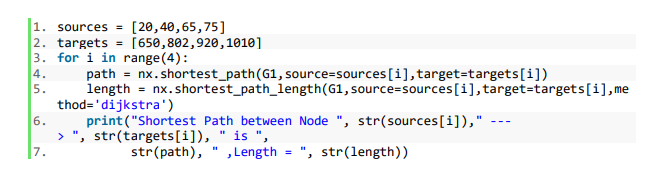 1. sources = [20,40,65,75]
2. targets = [650,802,920,1010]
3. for i in range(4):
4.     path = nx.shortest_path(G1,source=sources[i],target=targets[i])
5.     length = nx.shortest_path_length(G1,source=sources[i],target=targets[i],me
thod='dijkstra')
6.     print("Shortest Path between Node ", str(sources[i])," ---
> ", str(targets[i]), " is ",
7.           str(path), " ,Length = ", str(length))